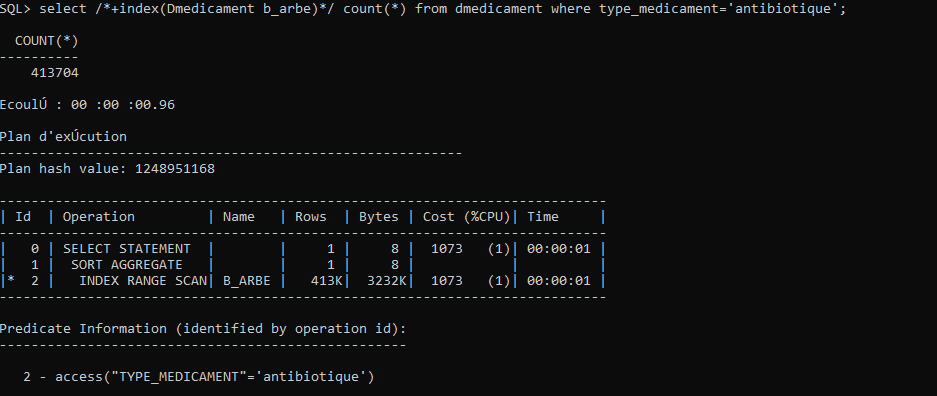 SQL> select /*+index(Dmedicament b_arbe)*/ count(*) from dmedicament where type_medicament='antibiotique';
  COUNT(*)
----------
    413704
EcoulÚ : 00 :00 :00.96
Plan d'exÚcution
----------------------------------------------------------
Plan hash value: 1248951168
----------------------------------------------------------------------------
| Id  | Operation         | Name   | Rows  | Bytes | Cost (%CPU)| Time     |
----------------------------------------------------------------------------
|   0 | SELECT STATEMENT  |        |     1 |     8 |  1073   (1)| 00:00:01 |
|   1 |  SORT AGGREGATE   |        |     1 |     8 |            |          |
|*  2 |   INDEX RANGE SCAN| B_ARBE |   413K|  3232K|  1073   (1)| 00:00:01 |
----------------------------------------------------------------------------
Predicate Information (identified by operation id):
---------------------------------------------------
   2 - access("TYPE_MEDICAMENT"='antibiotique')